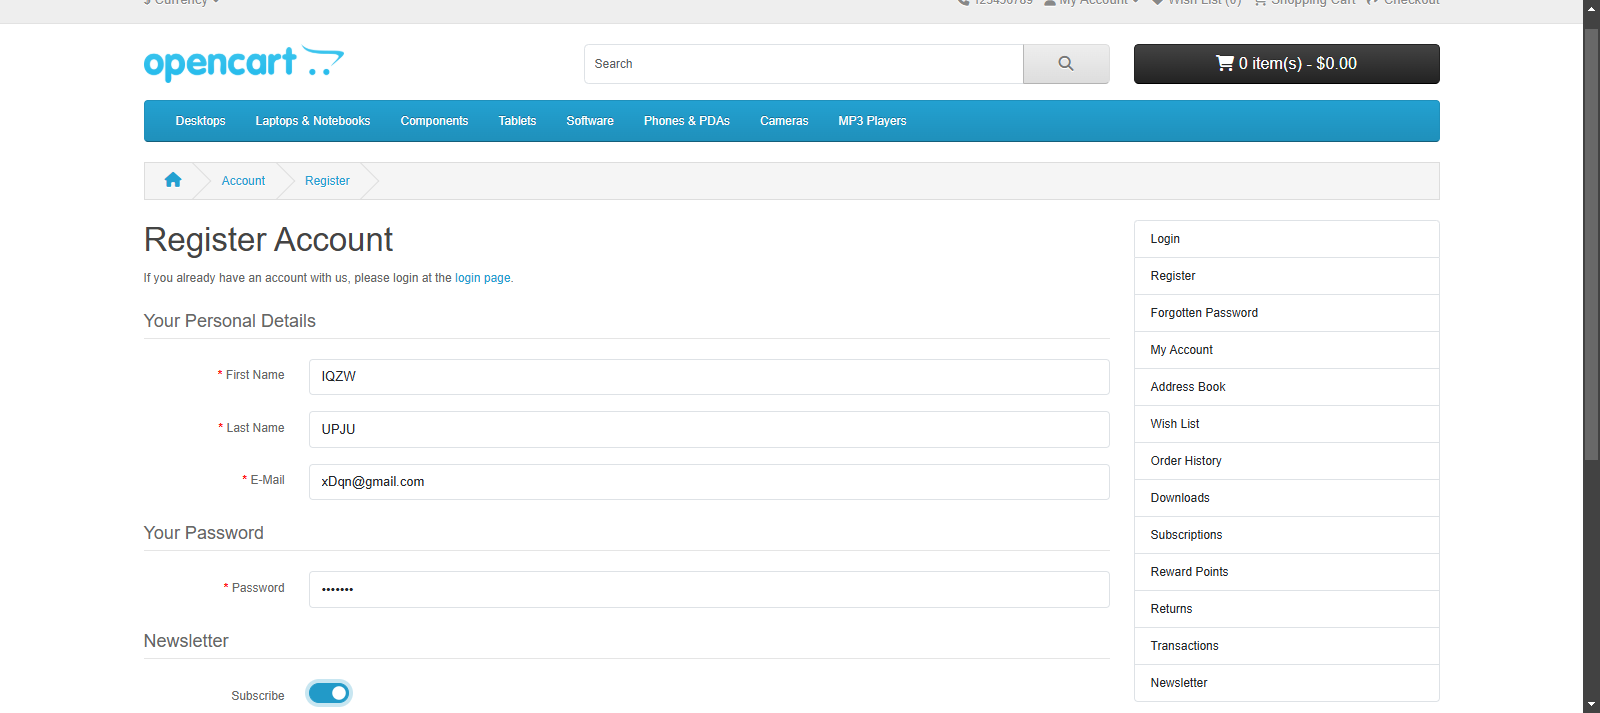 $ Currency
123456789 My Account Wish List (0) Shopping Cart Checkout
opencart
Search
0 item(s) - $0.00
Desktops Laptops & Notebooks Components Tablets Software Phones & PDAs Cameras MP3 Players
Account Register
Register Account
If you already have an account with us, please login at the login page.
Your Personal Details
* First Name IQZW
* Last Name UPJU
* E-Mail xDqn@gmail.com
Your Password
* Password •••••••
Newsletter
Subscribe
Login
Register
Forgotten Password
My Account
Address Book
Wish List
Order History
Downloads
Subscriptions
Reward Points
Returns
Transactions
Newsletter